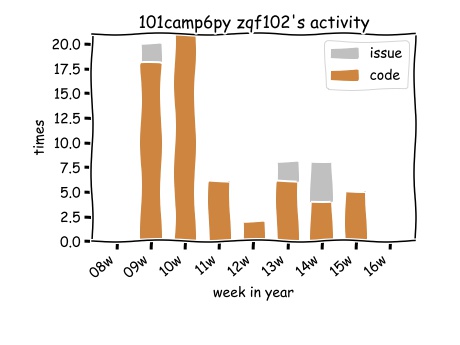 101camp6py zqf102's activity
issue
code
20.0
17.5
15.0
12.5
10.0
7.5
5.0
2.5
0.0
times
08w 09w 10w 11w 12w 13w 14w 15w 16w
week in year